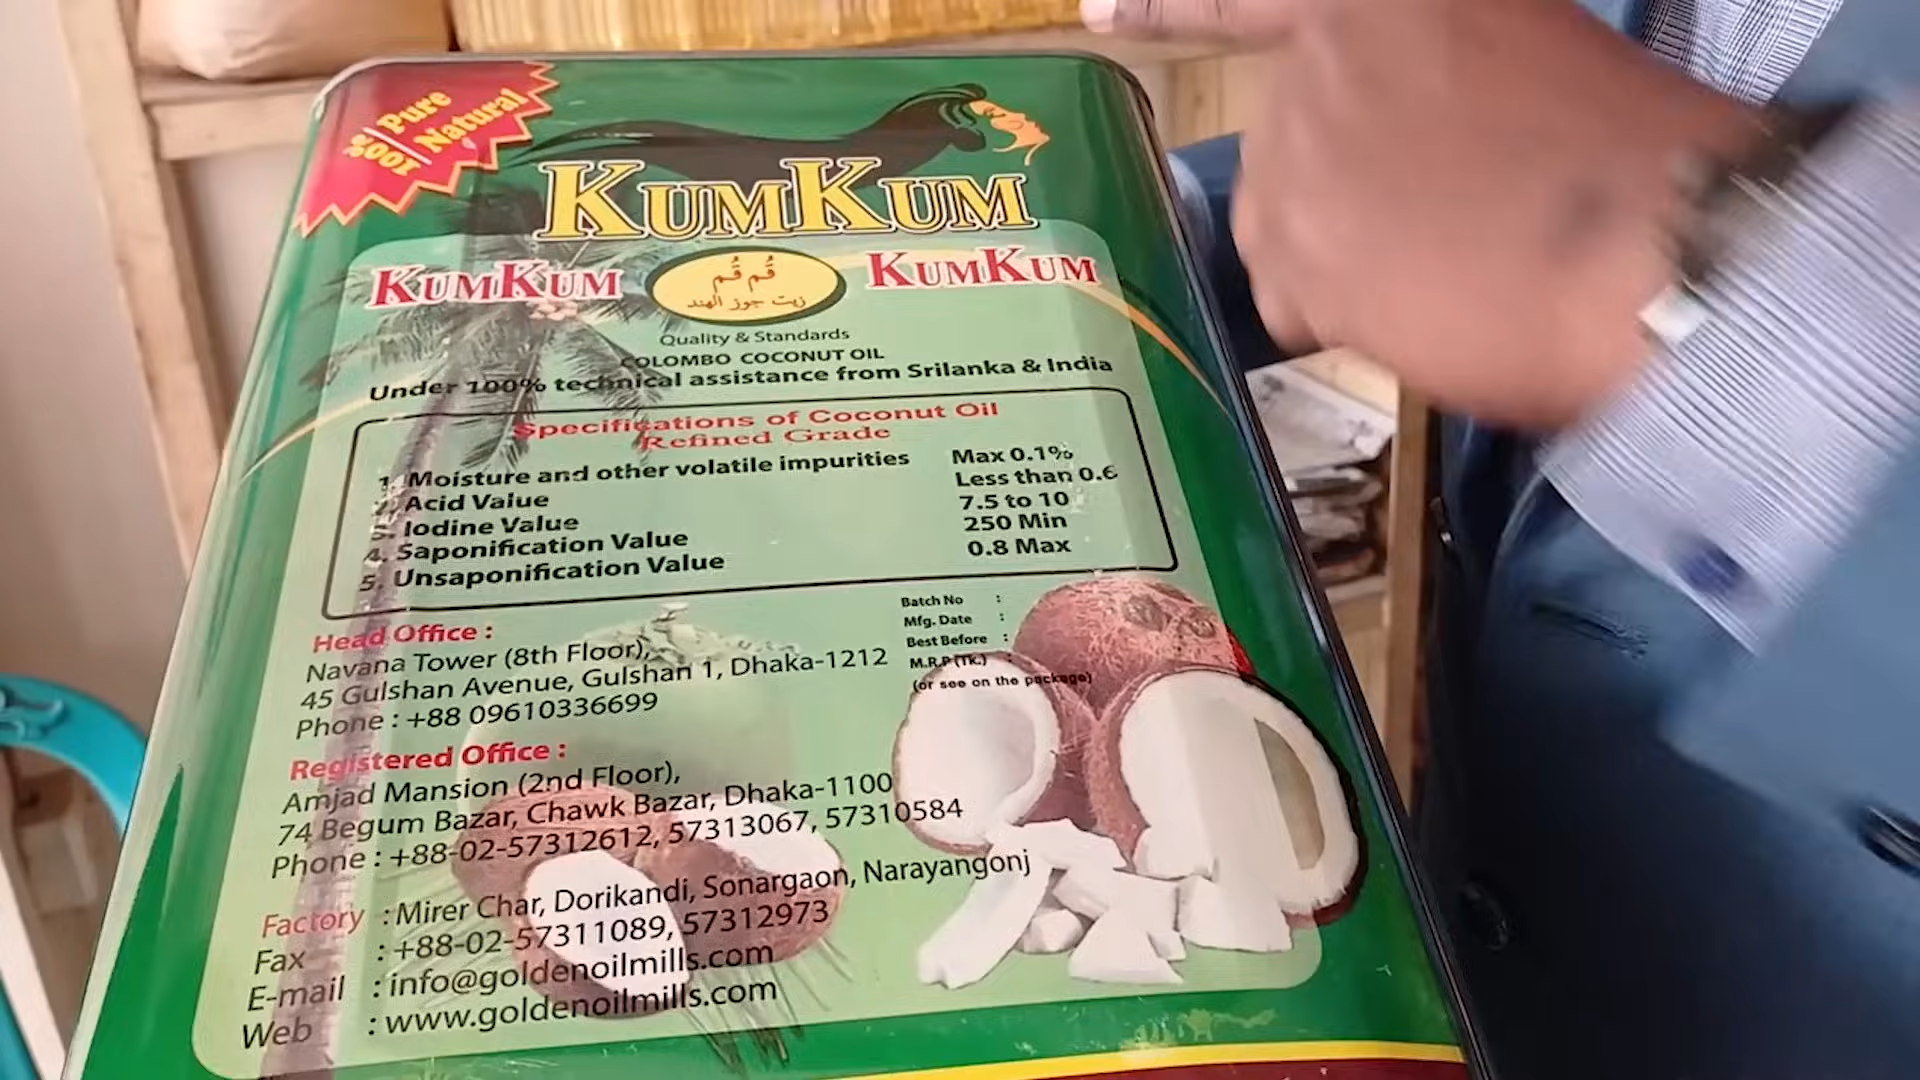 100% Pure
Natural
KUMKUM
KUMKUM
قُم قُم
زيت جوز الهند
KUMKUM
Quality & Standards
COLOMBO COCONUT OIL
Under 100% technical assistance from Srilanka & India
Specifications of Coconut Oil
Refined Grade
1. Moisture and other volatile impurities Max 0.1%
2. Acid Value Less than 0.6
3. Iodine Value 7.5 to 10
4. Saponification Value 250 Min
5. Unsaponification Value 0.8 Max
Batch No :
Mfg. Date :
Best Before :
M.R.P (Tk.) :
(or see on the package)
Head Office :
Navana Tower (8th Floor),
45 Gulshan Avenue, Gulshan 1, Dhaka-1212
Phone : +88 09610336699
Registered Office :
Amjad Mansion (2nd Floor),
74 Begum Bazar, Chawk Bazar, Dhaka-1100
Phone : +88-02-57312612, 57313067, 57310584
Factory : Mirer Char, Dorikandi, Sonargaon, Narayangonj
Fax : +88-02-57311089, 57312973
E-mail : info@goldenoilmills.com
Web : www.goldenoilmills.com